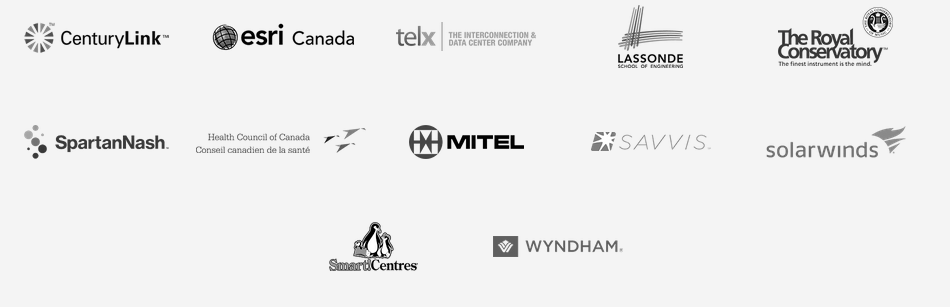 CenturyLink™
esri Canada
telx THE INTERCONNECTION &
DATA CENTER COMPANY
LASSONDE
SCHOOL OF ENGINEERING
The Royal
Conservatory™
The finest instrument is the mind.
SpartanNash.
Health Council of Canada
Conseil canadien de la santé
MITEL
SAVVIS.
solarwinds
SmartCentres
WYNDHAM®